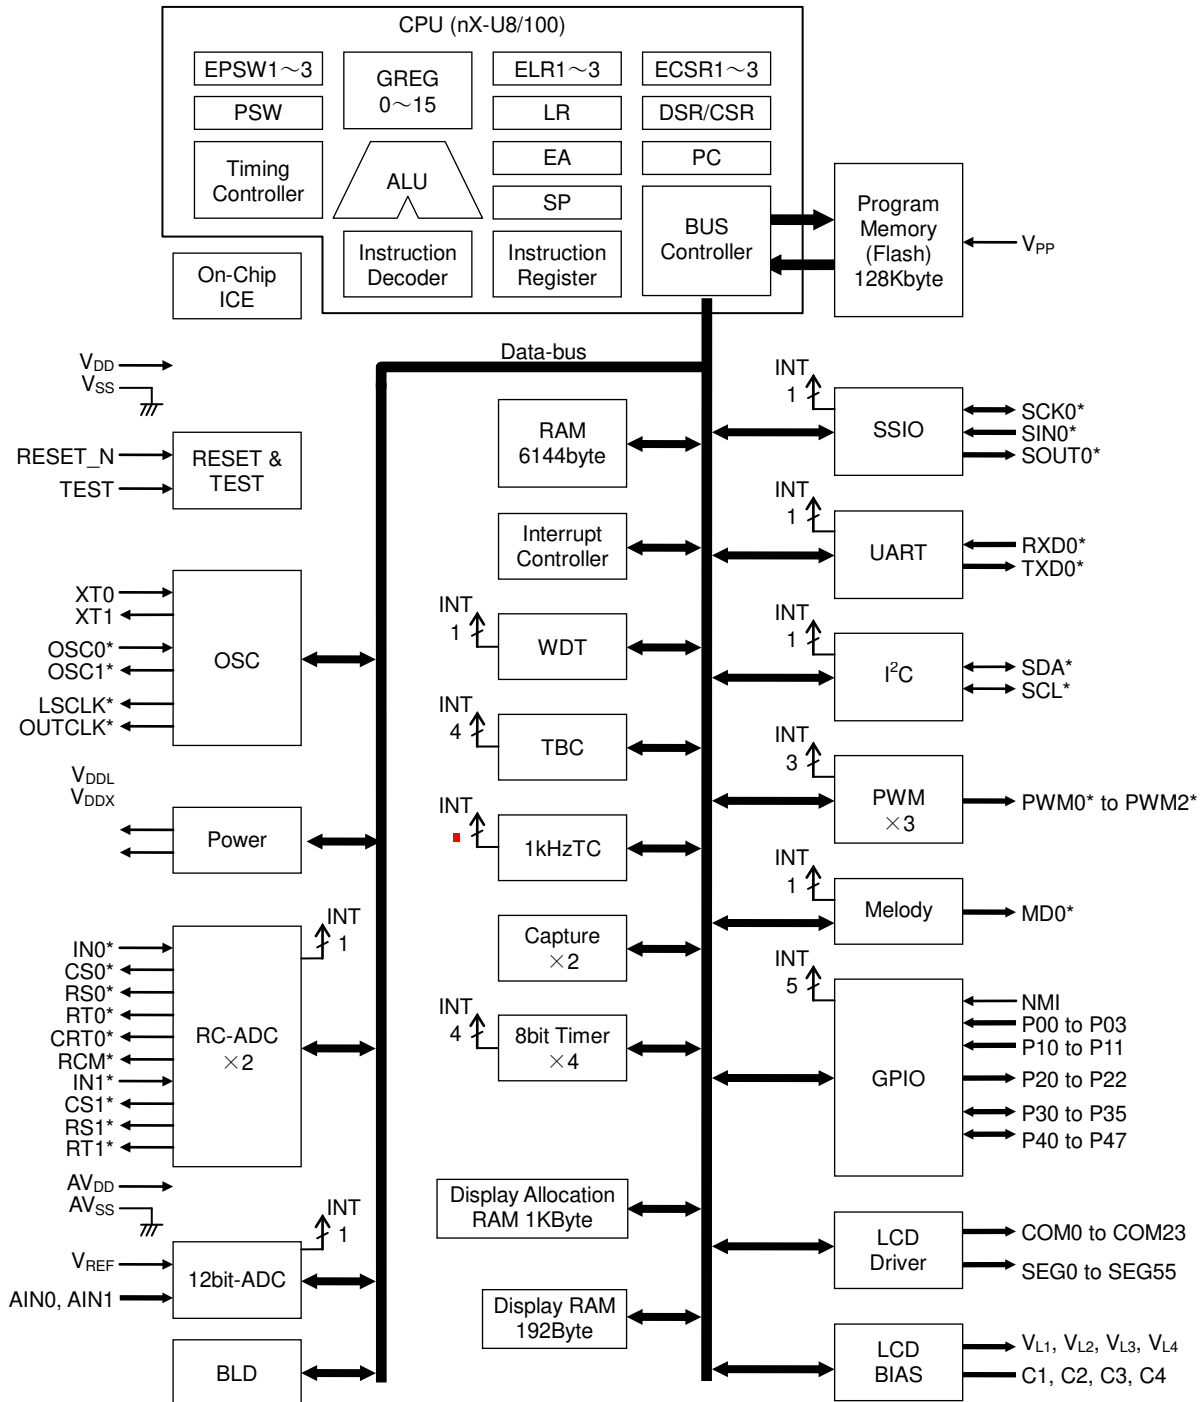 CPU (nX-U8/100)
EPSW1～3
GREG
0～15
ELR1～3
ECSR1～3
PSW
LR
DSR/CSR
Timing
Controller
ALU
EA
PC
SP
BUS
Controller
Instruction
Decoder
Instruction
Register
On-Chip
ICE
Program
Memory
(Flash)
128Kbyte
VPP
Data-bus
VDD
VSS
RESET_N
TEST
RESET &
TEST
XT0
XT1
OSC0*
OSC1*
LSCLK*
OUTCLK*
OSC
VDDL
VDDX
Power
IN0*
CS0*
RS0*
RT0*
CRT0*
RCM*
IN1*
CS1*
RS1*
RT1*
RC-ADC
×2
INT
1
AVDD
AVSS
VREF
AIN0, AIN1
12bit-ADC
INT
1
BLD
RAM
6144byte
Interrupt
Controller
INT
1
WDT
INT
4
TBC
INT
1kHzTC
Capture
×2
INT
4
8bit Timer
×4
Display Allocation
RAM 1KByte
Display RAM
192Byte
INT
1
SSIO
SCK0*
SIN0*
SOUT0*
INT
1
UART
RXD0*
TXD0*
INT
1
I²C
SDA*
SCL*
INT
3
PWM
×3
PWM0* to PWM2*
INT
1
Melody
MD0*
INT
5
GPIO
NMI
P00 to P03
P10 to P11
P20 to P22
P30 to P35
P40 to P47
LCD
Driver
COM0 to COM23
SEG0 to SEG55
LCD
BIAS
VL1, VL2, VL3, VL4
C1, C2, C3, C4